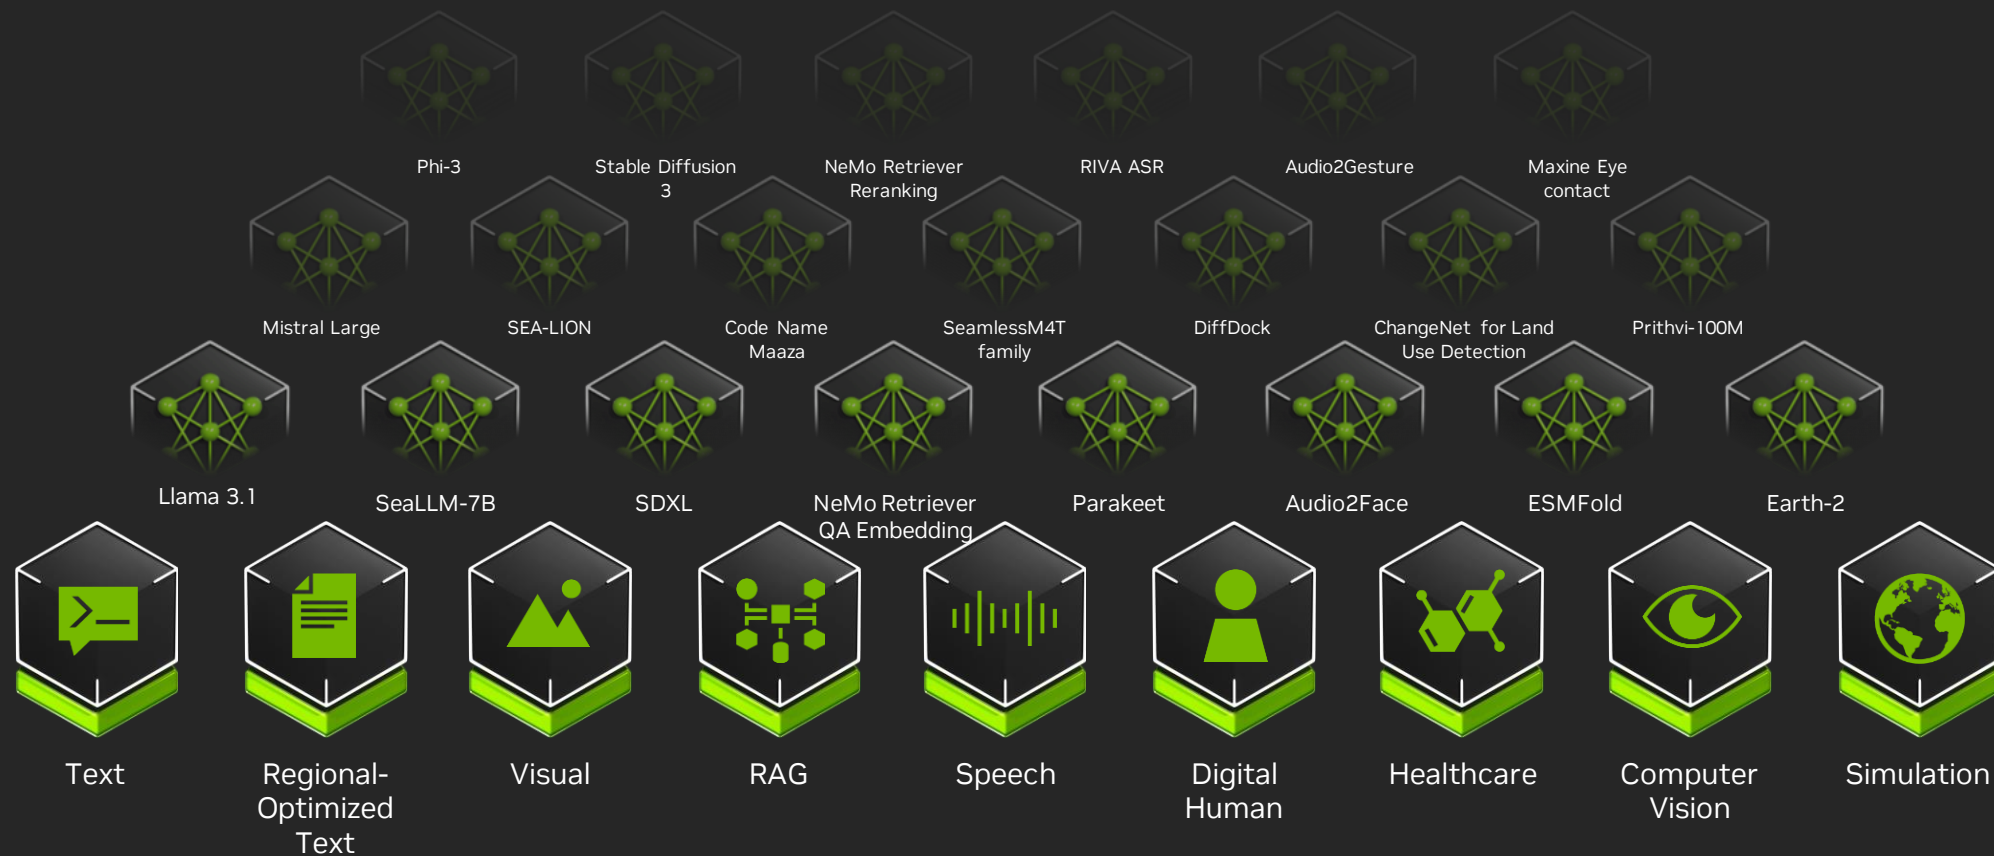 Phi-3
Stable Diffusion
3
NeMo Retriever
Reranking
RIVA ASR
Audio2Gesture
Maxine Eye
contact
Mistral Large
SEA-LION
Code Name
Maaza
SeamlessM4T
family
DiffDock
ChangeNet for Land
Use Detection
Prithvi-100M
Llama 3.1
SeaLLM-7B
SDXL
NeMo Retriever
QA Embedding
Parakeet
Audio2Face
ESMFold
Earth-2
Text
Regional-
Optimized
Text
Visual
RAG
Speech
Digital
Human
Healthcare
Computer
Vision
Simulation